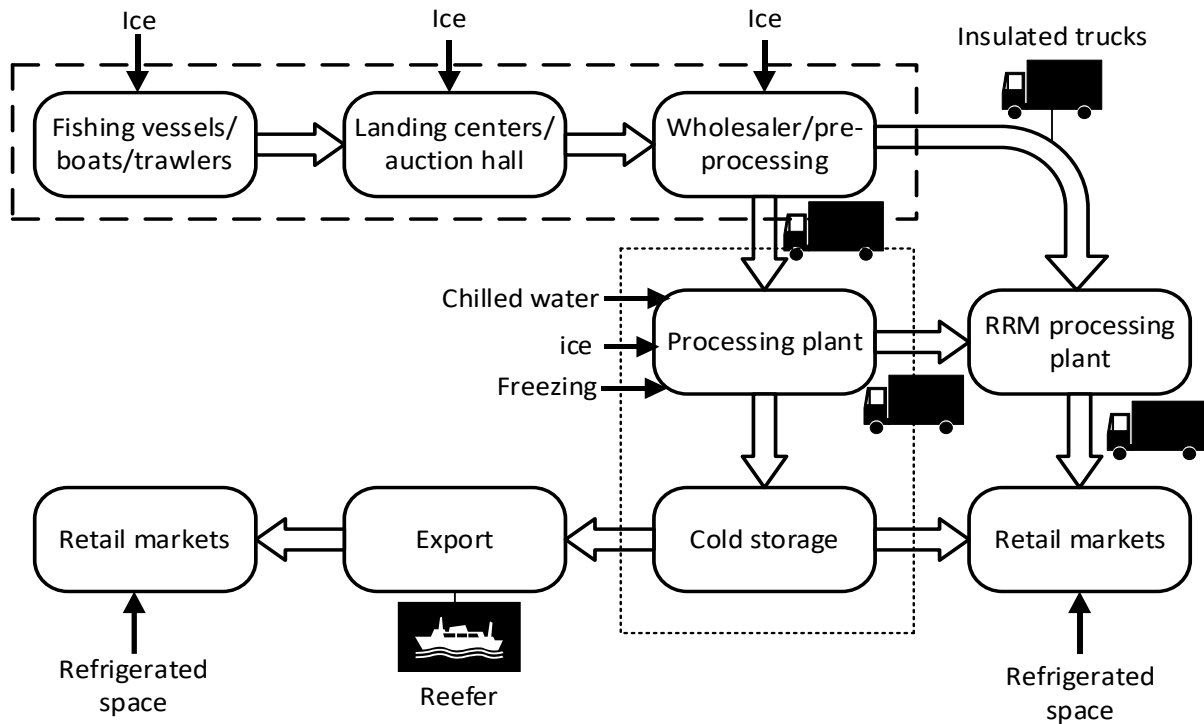 Ice
Ice
Ice
Insulated trucks
Fishing vessels/
boats/trawlers
Landing centers/
auction hall
Wholesaler/pre-
processing
Chilled water
ice
Freezing
Processing plant
RRM processing
plant
Retail markets
Export
Cold storage
Retail markets
Refrigerated
space
Reefer
Refrigerated
space